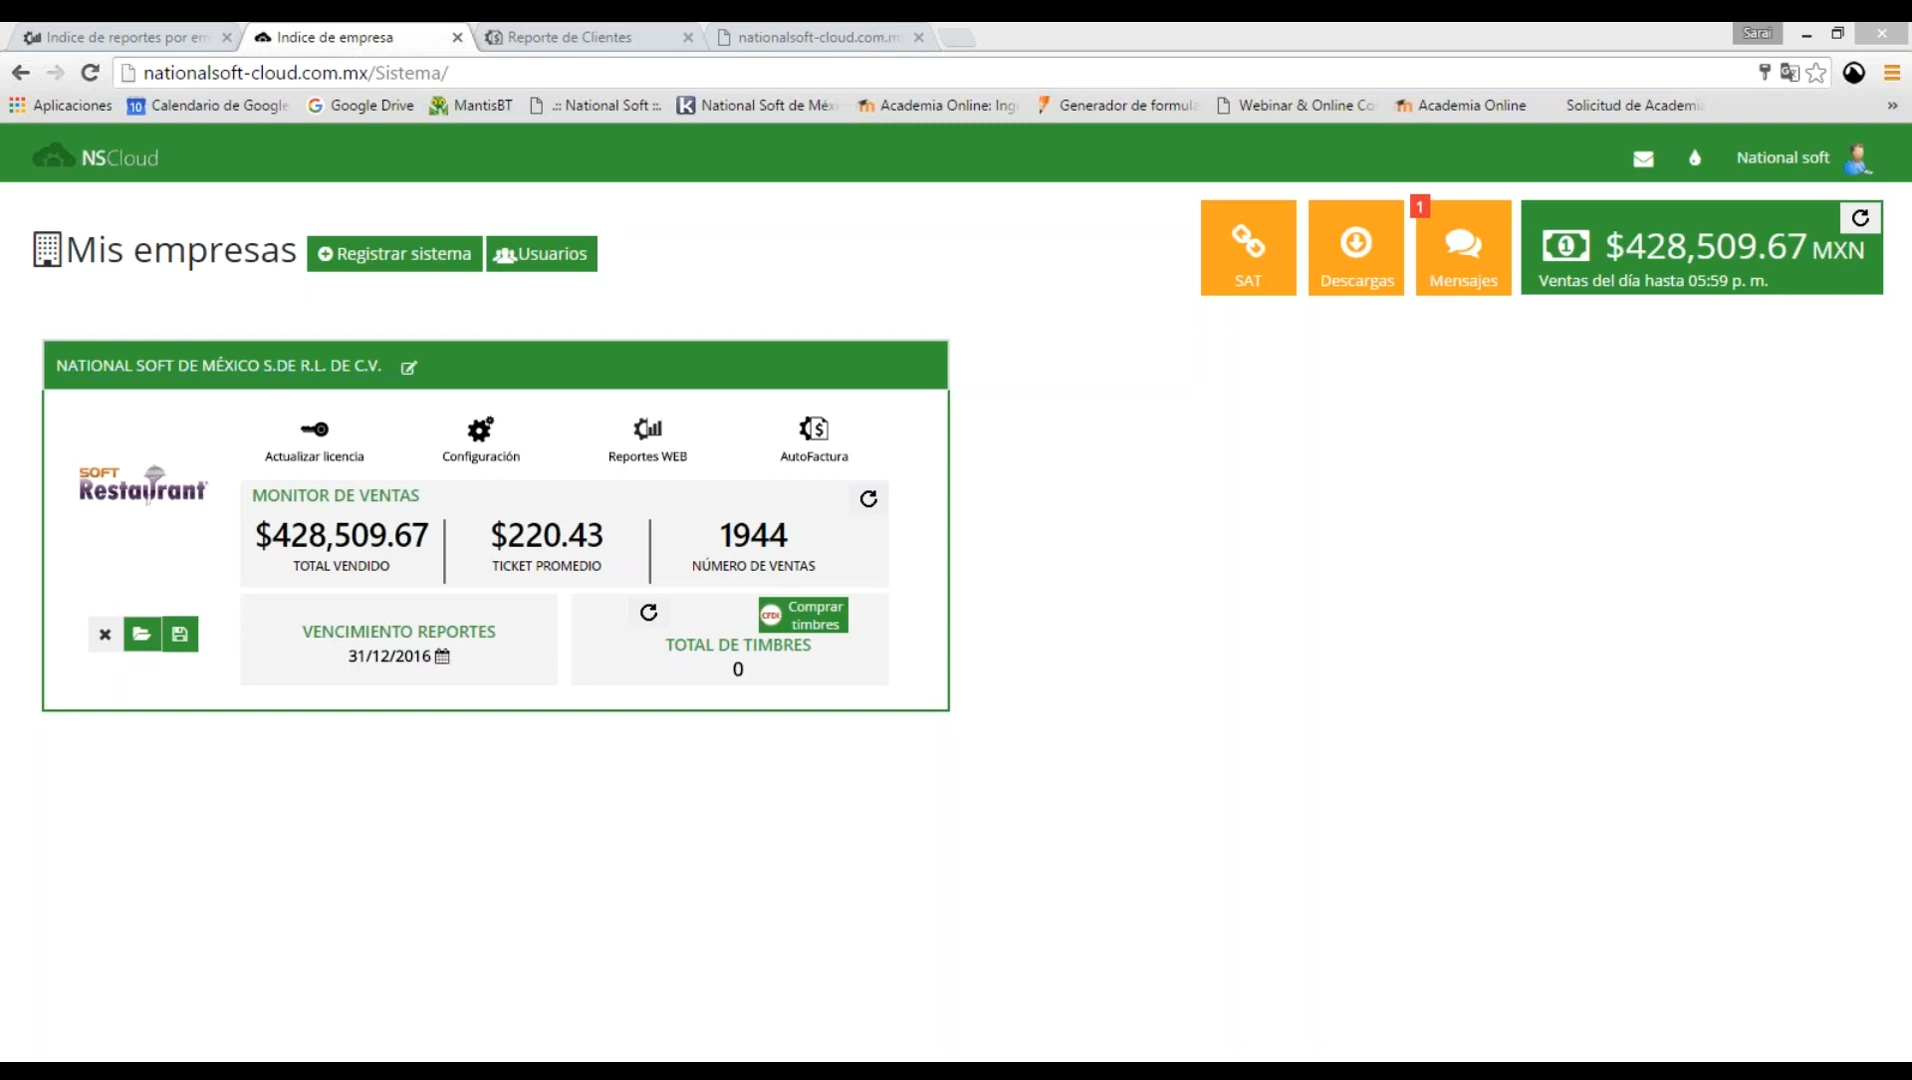 Indice de reportes por em
Indice de empresa
Reporte de Clientes
nationalsoft-cloud.com.m
Sarai
nationalsoft-cloud.com.mx/Sistema/
Aplicaciones
10
Calendario de Google
Google Drive
MantisBT
.:: National Soft ::.
National Soft de Méx
Academia Online: Ing
Generador de formula
Webinar & Online Co
Academia Online
Solicitud de Academia
»
NSCloud
National soft
Mis empresas
Registrar sistema
Usuarios
SAT
Descargas
1
Mensajes
$428,509.67 MXN
Ventas del día hasta 05:59 p. m.
NATIONAL SOFT DE MÉXICO S.DE R.L. DE C.V.
Actualizar licencia
Configuración
Reportes WEB
AutoFactura
SOFT
Restaurant
MONITOR DE VENTAS
$428,509.67
TOTAL VENDIDO
$220.43
TICKET PROMEDIO
1944
NÚMERO DE VENTAS
VENCIMIENTO REPORTES
31/12/2016
CFDI
Comprar
timbres
TOTAL DE TIMBRES
0